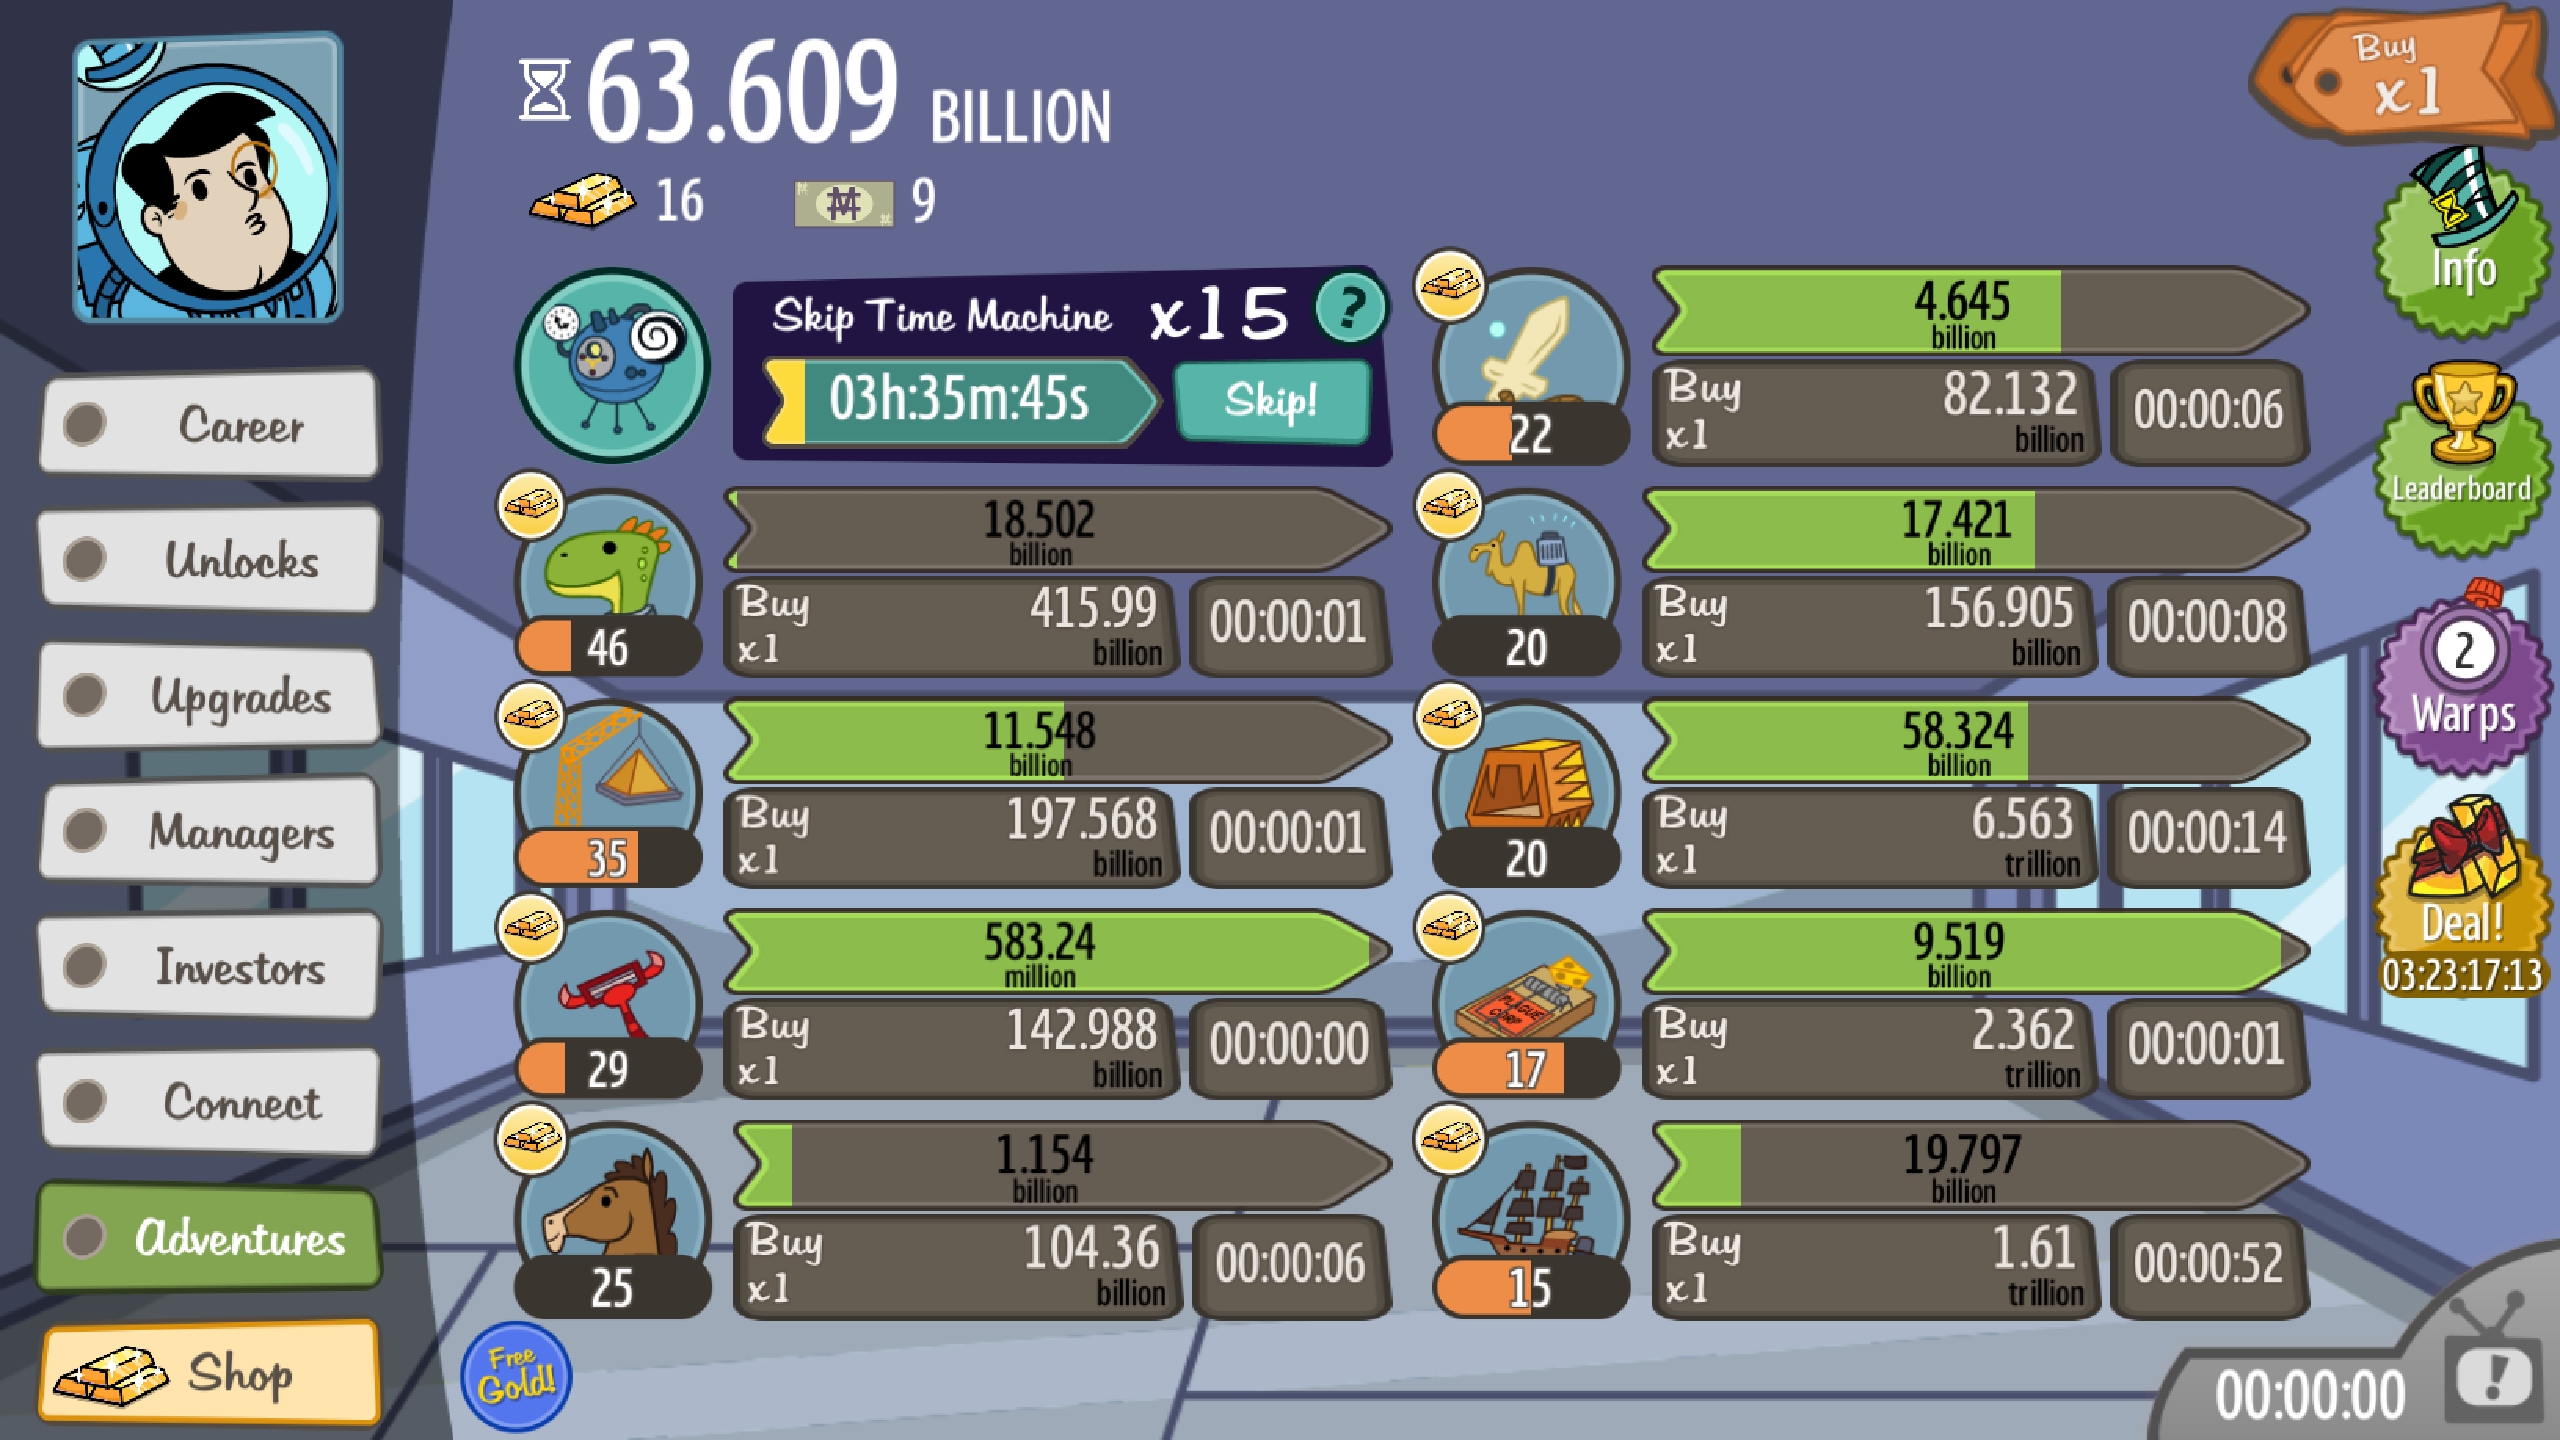 63.609 BILLION
16
9
Buy
x1
Info
Leaderboard
2
Warps
Deal!
03:23:17:13
Career
Unlocks
Upgrades
Managers
Investors
Connect
Adventures
Shop
Skip Time Machine x15 ?
03h:35m:45s Skip!
4.645
billion
22
Buy
x1
82.132
billion
00:00:06
18.502
billion
46
Buy
x1
415.99
billion
00:00:01
17.421
billion
20
Buy
x1
156.905
billion
00:00:08
11.548
billion
35
Buy
x1
197.568
billion
00:00:01
58.324
billion
20
Buy
x1
6.563
trillion
00:00:14
583.24
million
29
Buy
x1
142.988
billion
00:00:00
PLAGUE
CORP
9.519
billion
17
Buy
x1
2.362
trillion
00:00:01
1.154
billion
25
Buy
x1
104.36
billion
00:00:06
19.797
billion
15
Buy
x1
1.61
trillion
00:00:52
Free
Gold!
00:00:00
!